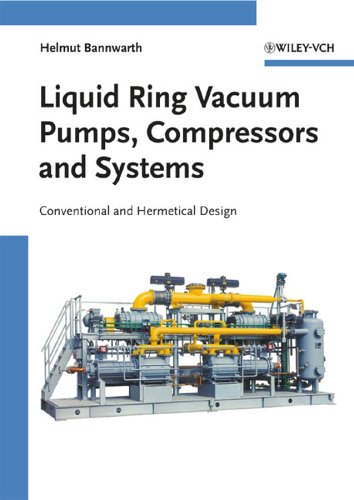 Helmut Bannwarth
WILEY-VCH
Liquid Ring Vacuum
Pumps, Compressors
and Systems
Conventional and Hermetical Design